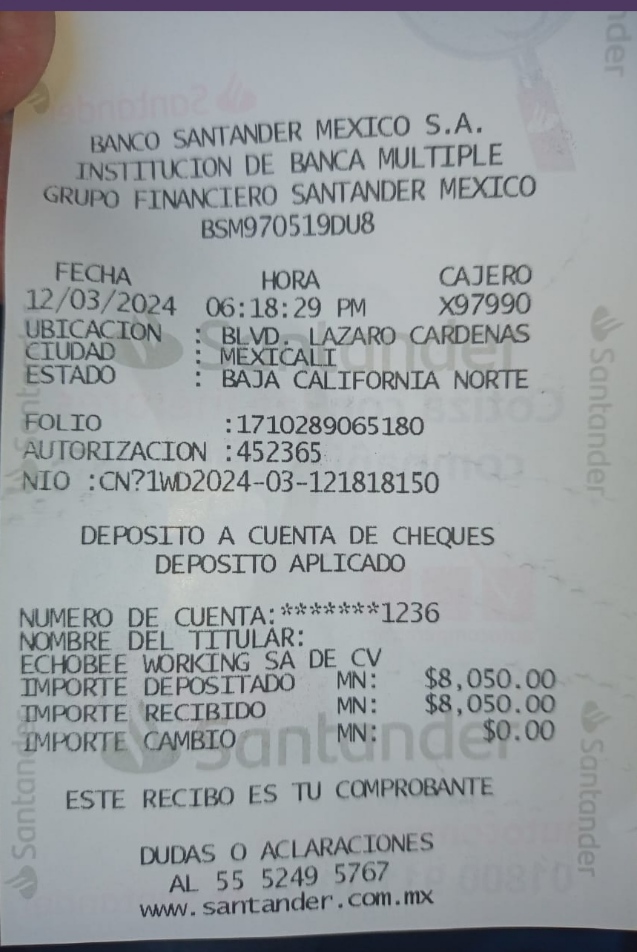 BANCO SANTANDER MEXICO S.A.
INSTITUCION DE BANCA MULTIPLE
GRUPO FINANCIERO SANTANDER MEXICO
BSM970519DU8
FECHA HORA CAJERO
12/03/2024 06:18:29 PM X97990
UBICACION : BLVD. LAZARO CARDENAS
CIUDAD : MEXICALI
ESTADO : BAJA CALIFORNIA NORTE
FOLIO :1710289065180
AUTORIZACION :452365
NIO :CN?1WD2024-03-121818150
DEPOSITO A CUENTA DE CHEQUES
DEPOSITO APLICADO
NUMERO DE CUENTA:*******1236
NOMBRE DEL TITULAR:
ECHOBEE WORKING SA DE CV
IMPORTE DEPOSITADO MN: $8,050.00
IMPORTE RECIBIDO MN: $8,050.00
IMPORTE CAMBIO MN: $0.00
ESTE RECIBO ES TU COMPROBANTE
DUDAS O ACLARACIONES
AL 55 5249 5767
www.santander.com.mx
Santander
Santander
Santander
Santander
Santander